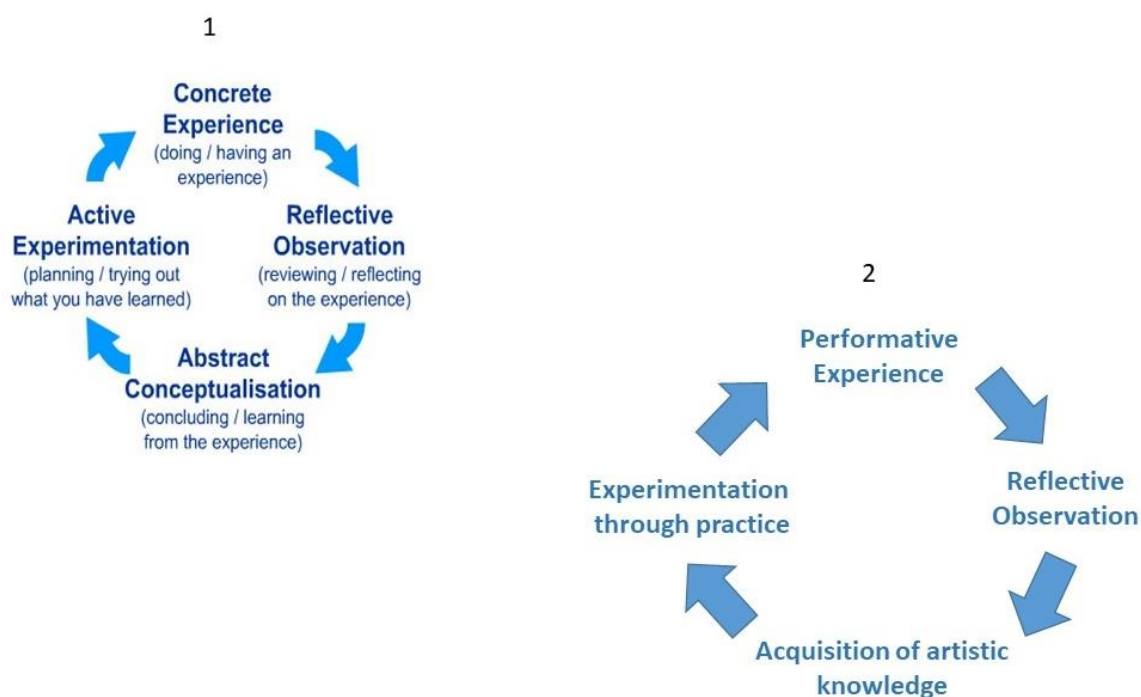 1
Concrete
Experience
(doing / having an
experience)
Reflective
Observation
(reviewing / reflecting
on the experience)
Abstract
Conceptualisation
(concluding / learning
from the experience)
Active
Experimentation
(planning / trying out
what you have learned)
2
Performative
Experience
Reflective
Observation
Acquisition of artistic
knowledge
Experimentation
through practice